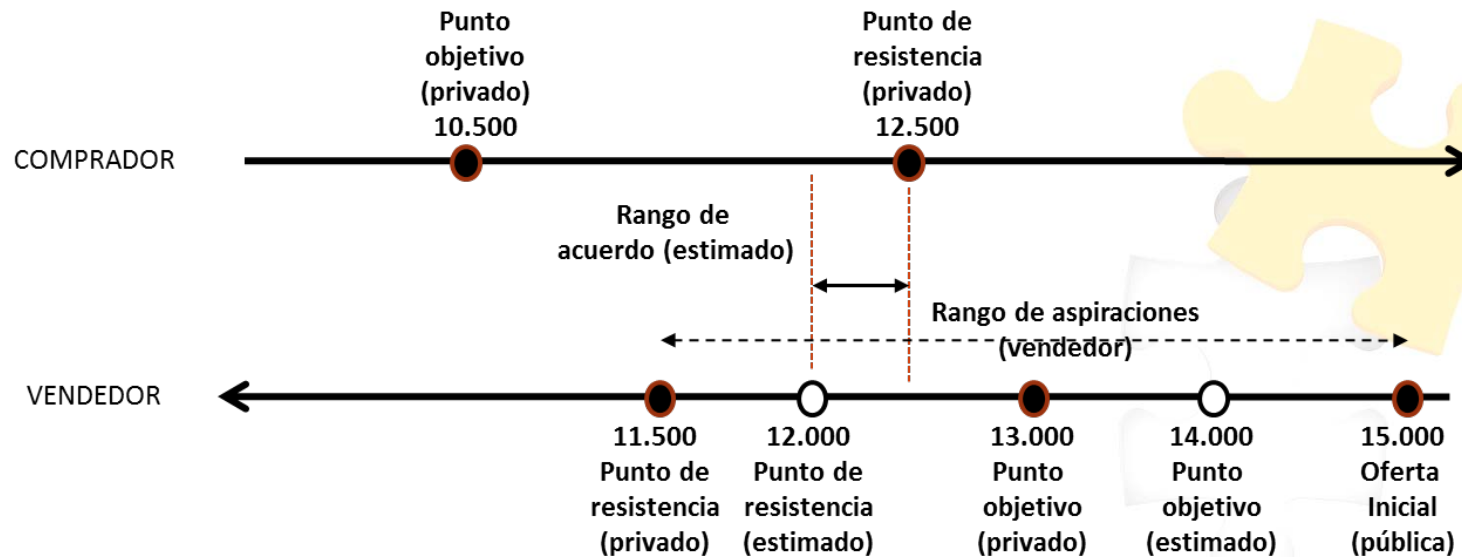 Punto
objetivo
(privado)
10.500
Punto de
resistencia
(privado)
12.500
COMPRADOR
Rango de
acuerdo (estimado)
Rango de aspiraciones
(vendedor)
VENDEDOR
11.500
Punto de
resistencia
(privado)
12.000
Punto de
resistencia
(estimado)
13.000
Punto
objetivo
(privado)
14.000
Punto
objetivo
(estimado)
15.000
Oferta
Inicial
(pública)